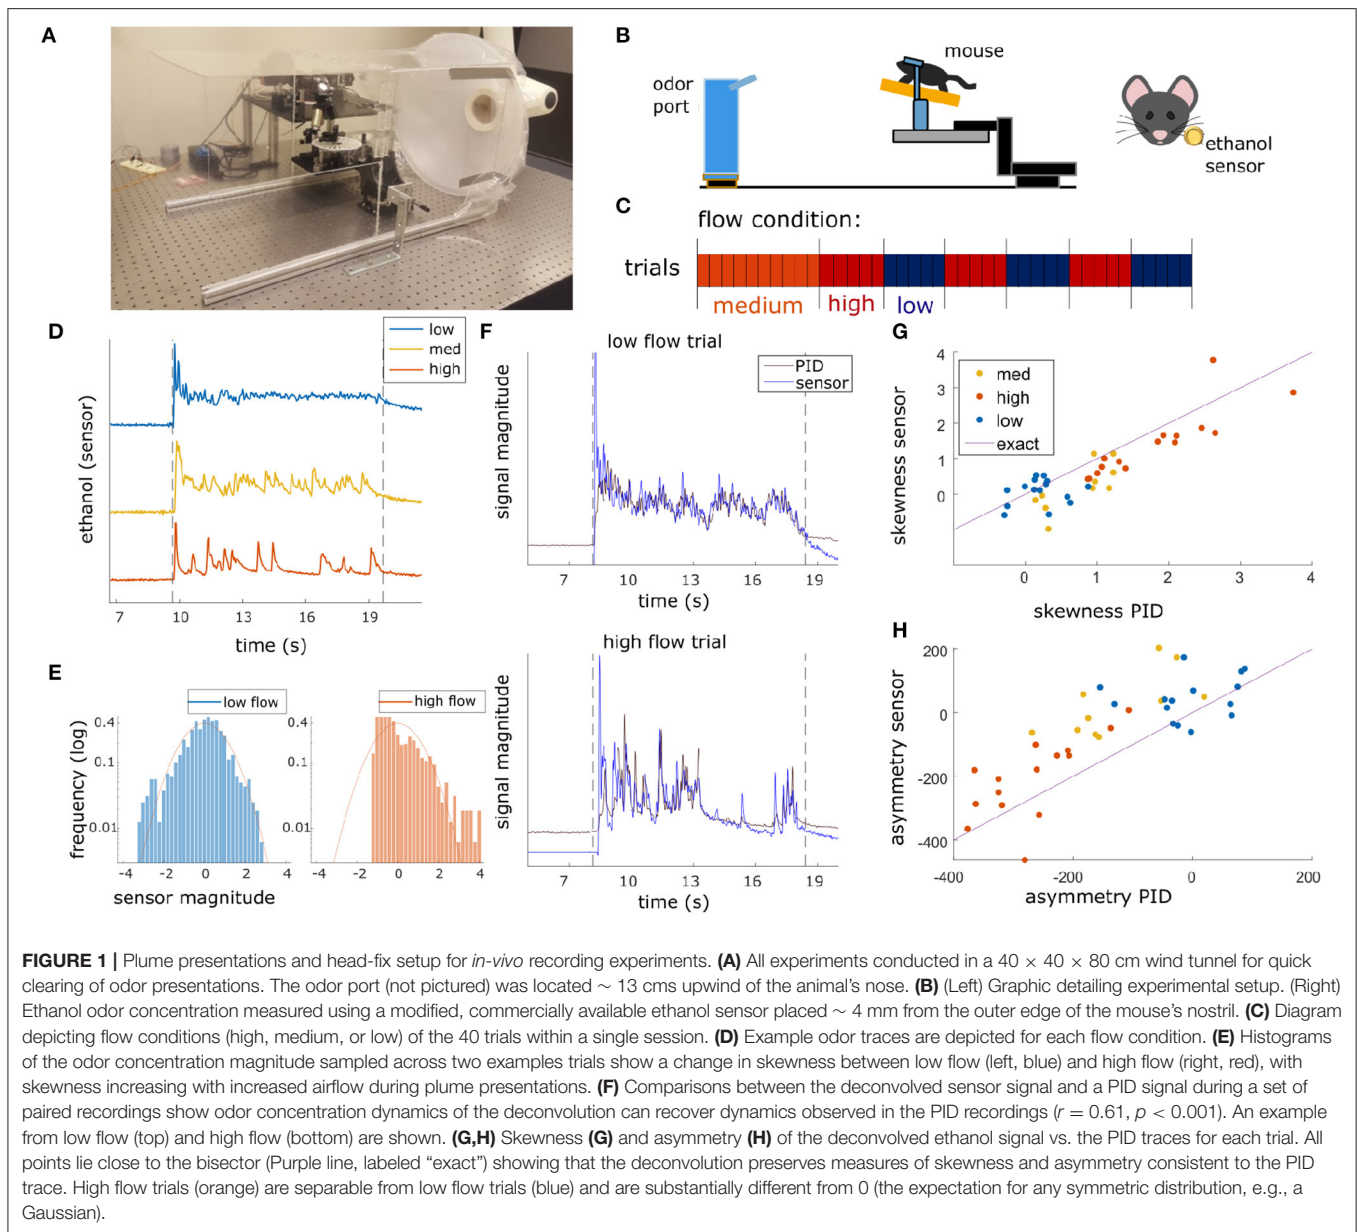 A
B
mouse
odor
port
ethanol
sensor
C
flow condition:
trials
medium
high
low
D
low
med
high
ethanol (sensor)
7
10
13
16
19
time (s)
E
low flow
high flow
frequency (log)
0.4
0.1
0.01
-4
-2
0
2
4
0.4
0.1
0.01
-4
-2
0
2
4
sensor magnitude
F
low flow trial
PID
sensor
signal magnitude
7
10
13
16
19
time (s)
high flow trial
signal magnitude
7
10
13
16
19
time (s)
G
med
high
low
exact
skewness sensor
4
3
2
1
0
0
1
2
3
4
skewness PID
H
asymmetry sensor
200
0
-200
-400
-400
-200
0
200
asymmetry PID
FIGURE 1 | Plume presentations and head-fix setup for in-vivo recording experiments. (A) All experiments conducted in a 40 × 40 × 80 cm wind tunnel for quick
clearing of odor presentations. The odor port (not pictured) was located ∼ 13 cms upwind of the animal's nose. (B) (Left) Graphic detailing experimental setup. (Right)
Ethanol odor concentration measured using a modified, commercially available ethanol sensor placed ∼ 4 mm from the outer edge of the mouse's nostril. (C) Diagram
depicting flow conditions (high, medium, or low) of the 40 trials within a single session. (D) Example odor traces are depicted for each flow condition. (E) Histograms
of the odor concentration magnitude sampled across two examples trials show a change in skewness between low flow (left, blue) and high flow (right, red), with
skewness increasing with increased airflow during plume presentations. (F) Comparisons between the deconvolved sensor signal and a PID signal during a set of
paired recordings show odor concentration dynamics of the deconvolution can recover dynamics observed in the PID recordings (r = 0.61, p < 0.001). An example
from low flow (top) and high flow (bottom) are shown. (G,H) Skewness (G) and asymmetry (H) of the deconvolved ethanol signal vs. the PID traces for each trial. All
points lie close to the bisector (Purple line, labeled "exact") showing that the deconvolution preserves measures of skewness and asymmetry consistent to the PID
trace. High flow trials (orange) are separable from low flow trials (blue) and are substantially different from 0 (the expectation for any symmetric distribution, e.g., a
Gaussian).